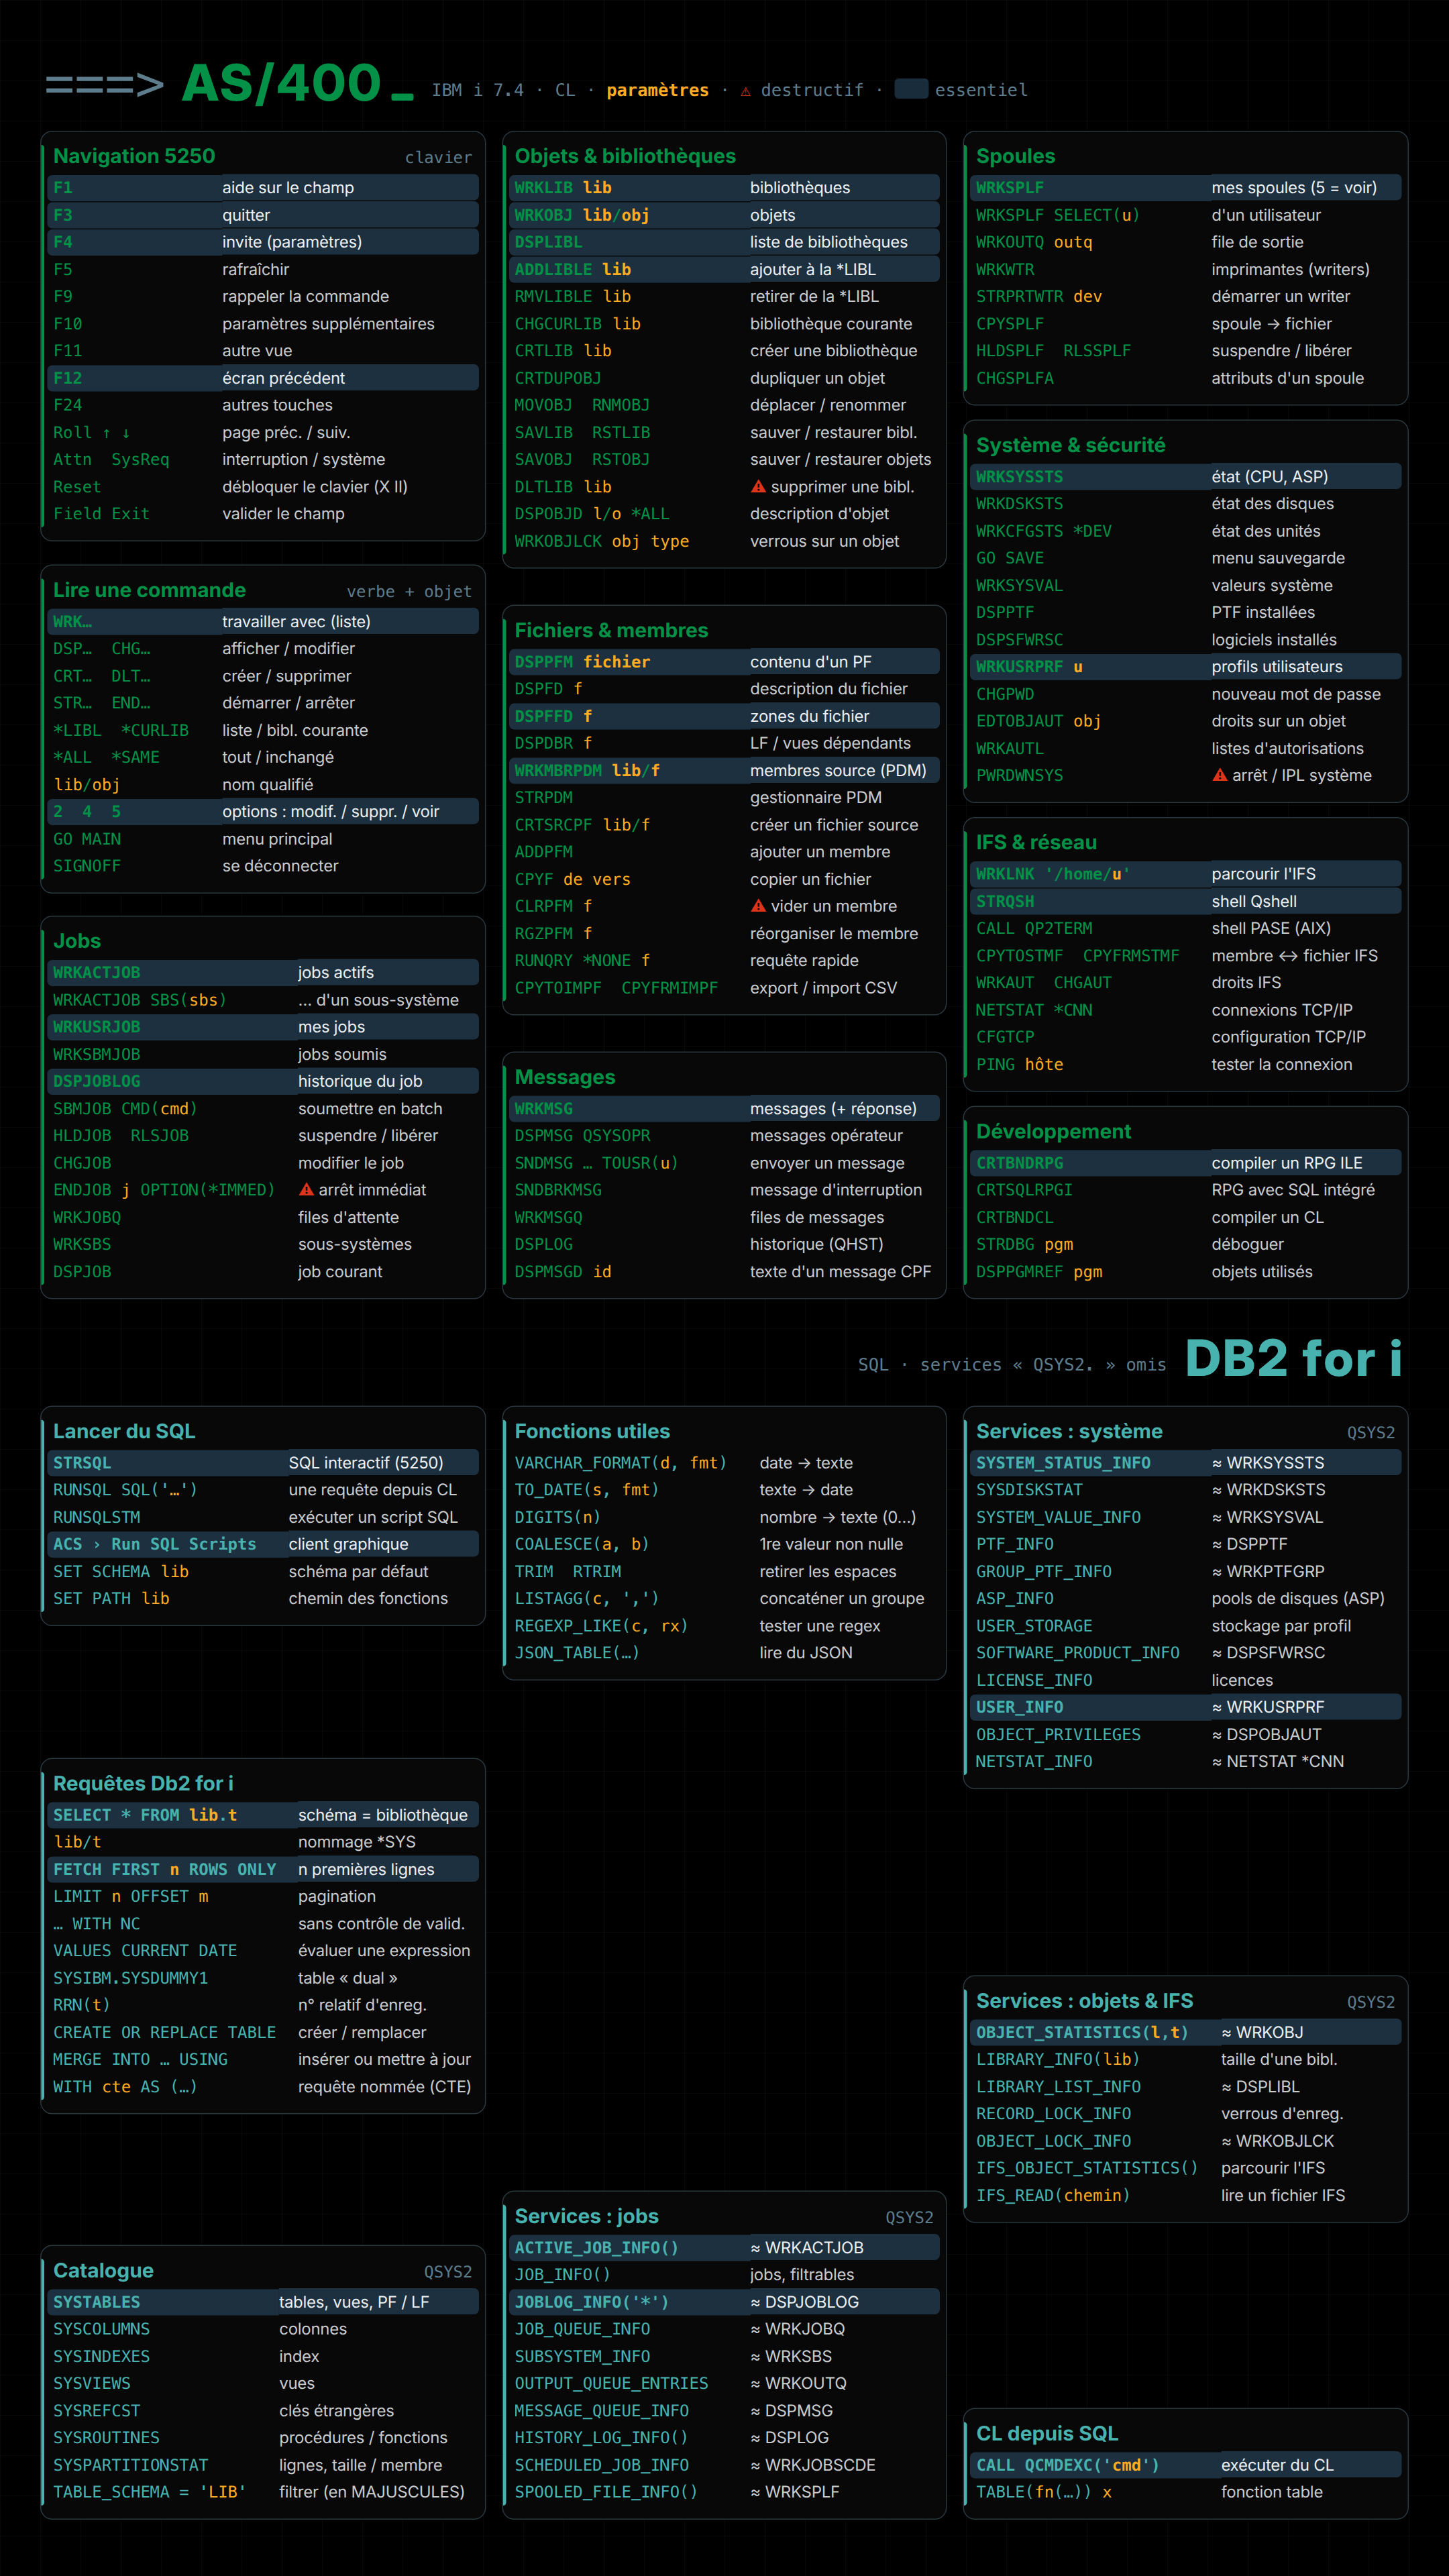 ===> AS/400_ IBM i 7.4 · CL · paramètres · ⚠ destructif · essentiel
Navigation 5250 clavier
F1 aide sur le champ
F3 quitter
F4 invite (paramètres)
F5 rafraîchir
F9 rappeler la commande
F10 paramètres supplémentaires
F11 autre vue
F12 écran précédent
F24 autres touches
Roll ↑ ↓ page préc. / suiv.
Attn SysReq interruption / système
Reset débloquer le clavier (X II)
Field Exit valider le champ
Lire une commande verbe + objet
WRK… travailler avec (liste)
DSP… CHG… afficher / modifier
CRT… DLT… créer / supprimer
STR… END… démarrer / arrêter
*LIBL *CURLIB liste / bibl. courante
*ALL *SAME tout / inchangé
lib/obj nom qualifié
2 4 5 options : modif. / suppr. / voir
GO MAIN menu principal
SIGNOFF se déconnecter
Jobs
WRKACTJOB jobs actifs
WRKACTJOB SBS(sbs) … d'un sous-système
WRKUSRJOB mes jobs
WRKSBMJOB jobs soumis
DSPJOBLOG historique du job
SBMJOB CMD(cmd) soumettre en batch
HLDJOB RLSJOB suspendre / libérer
CHGJOB modifier le job
ENDJOB j OPTION(*IMMED) ⚠ arrêt immédiat
WRKJOBQ files d'attente
WRKSBS sous-systèmes
DSPJOB job courant
Objets & bibliothèques
WRKLIB lib bibliothèques
WRKOBJ lib/obj objets
DSPLIBL liste de bibliothèques
ADDLIBLE lib ajouter à la *LIBL
RMVLIBLE lib retirer de la *LIBL
CHGCURLIB lib bibliothèque courante
CRTLIB lib créer une bibliothèque
CRTDUPOBJ dupliquer un objet
MOVOBJ RNMOBJ déplacer / renommer
SAVLIB RSTLIB sauver / restaurer bibl.
SAVOBJ RSTOBJ sauver / restaurer objets
DLTLIB lib ⚠ supprimer une bibl.
DSPOBJD l/o *ALL description d'objet
WRKOBJLCK obj type verrous sur un objet
Fichiers & membres
DSPPFM fichier contenu d'un PF
DSPFD f description du fichier
DSPFFD f zones du fichier
DSPDBR f LF / vues dépendants
WRKMBRPDM lib/f membres source (PDM)
STRPDM gestionnaire PDM
CRTSRCPF lib/f créer un fichier source
ADDPFM ajouter un membre
CPYF de vers copier un fichier
CLRPFM f ⚠ vider un membre
RGZPFM f réorganiser le membre
RUNQRY *NONE f requête rapide
CPYTOIMPF CPYFRMIMPF export / import CSV
Messages
WRKMSG messages (+ réponse)
DSPMSG QSYSOPR messages opérateur
SNDMSG … TOUSR(u) envoyer un message
SNDBRKMSG message d'interruption
WRKMSGQ files de messages
DSPLOG historique (QHST)
DSPMSGD id texte d'un message CPF
Spoules
WRKSPLF mes spoules (5 = voir)
WRKSPLF SELECT(u) d'un utilisateur
WRKOUTQ outq file de sortie
WRKWTR imprimantes (writers)
STRPRTWTR dev démarrer un writer
CPYSPLF spoule → fichier
HLDSPLF RLSSPLF suspendre / libérer
CHGSPLFA attributs d'un spoule
Système & sécurité
WRKSYSSTS état (CPU, ASP)
WRKDSKSTS état des disques
WRKCFGSTS *DEV état des unités
GO SAVE menu sauvegarde
WRKSYSVAL valeurs système
DSPPTF PTF installées
DSPSFWRSC logiciels installés
WRKUSRPRF u profils utilisateurs
CHGPWD nouveau mot de passe
EDTOBJAUT obj droits sur un objet
WRKAUTL listes d'autorisations
PWRDWNSYS ⚠ arrêt / IPL système
IFS & réseau
WRKLNK '/home/u' parcourir l'IFS
STRQSH shell Qshell
CALL QP2TERM shell PASE (AIX)
CPYTOSTMF CPYFRMSTMF membre ↔ fichier IFS
WRKAUT CHGAUT droits IFS
NETSTAT *CNN connexions TCP/IP
CFGTCP configuration TCP/IP
PING hôte tester la connexion
Développement
CRTBNDRPG compiler un RPG ILE
CRTSQLRPGI RPG avec SQL intégré
CRTBNDCL compiler un CL
STRDBG pgm déboguer
DSPPGMREF pgm objets utilisés
SQL · services « QSYS2. » omis DB2 for i
Lancer du SQL
STRSQL SQL interactif (5250)
RUNSQL SQL('…') une requête depuis CL
RUNSQLSTM exécuter un script SQL
ACS › Run SQL Scripts client graphique
SET SCHEMA lib schéma par défaut
SET PATH lib chemin des fonctions
Requêtes Db2 for i
SELECT * FROM lib.t schéma = bibliothèque
lib/t nommage *SYS
FETCH FIRST n ROWS ONLY n premières lignes
LIMIT n OFFSET m pagination
… WITH NC sans contrôle de valid.
VALUES CURRENT DATE évaluer une expression
SYSIBM.SYSDUMMY1 table « dual »
RRN(t) n° relatif d'enreg.
CREATE OR REPLACE TABLE créer / remplacer
MERGE INTO … USING insérer ou mettre à jour
WITH cte AS (…) requête nommée (CTE)
Catalogue QSYS2
SYSTABLES tables, vues, PF / LF
SYSCOLUMNS colonnes
SYSINDEXES index
SYSVIEWS vues
SYSREFCST clés étrangères
SYSROUTINES procédures / fonctions
SYSPARTITIONSTAT lignes, taille / membre
TABLE_SCHEMA = 'LIB' filtrer (en MAJUSCULES)
Fonctions utiles
VARCHAR_FORMAT(d, fmt) date → texte
TO_DATE(s, fmt) texte → date
DIGITS(n) nombre → texte (0…)
COALESCE(a, b) 1re valeur non nulle
TRIM RTRIM retirer les espaces
LISTAGG(c, ',') concaténer un groupe
REGEXP_LIKE(c, rx) tester une regex
JSON_TABLE(…) lire du JSON
Services : jobs QSYS2
ACTIVE_JOB_INFO() ≈ WRKACTJOB
JOB_INFO() jobs, filtrables
JOBLOG_INFO('*') ≈ DSPJOBLOG
JOB_QUEUE_INFO ≈ WRKJOBQ
SUBSYSTEM_INFO ≈ WRKSBS
OUTPUT_QUEUE_ENTRIES ≈ WRKOUTQ
MESSAGE_QUEUE_INFO ≈ DSPMSG
HISTORY_LOG_INFO() ≈ DSPLOG
SCHEDULED_JOB_INFO ≈ WRKJOBSCDE
SPOOLED_FILE_INFO() ≈ WRKSPLF
Services : système QSYS2
SYSTEM_STATUS_INFO ≈ WRKSYSSTS
SYSDISKSTAT ≈ WRKDSKSTS
SYSTEM_VALUE_INFO ≈ WRKSYSVAL
PTF_INFO ≈ DSPPTF
GROUP_PTF_INFO ≈ WRKPTFGRP
ASP_INFO pools de disques (ASP)
USER_STORAGE stockage par profil
SOFTWARE_PRODUCT_INFO ≈ DSPSFWRSC
LICENSE_INFO licences
USER_INFO ≈ WRKUSRPRF
OBJECT_PRIVILEGES ≈ DSPOBJAUT
NETSTAT_INFO ≈ NETSTAT *CNN
Services : objets & IFS QSYS2
OBJECT_STATISTICS(l,t) ≈ WRKOBJ
LIBRARY_INFO(lib) taille d'une bibl.
LIBRARY_LIST_INFO ≈ DSPLIBL
RECORD_LOCK_INFO verrous d'enreg.
OBJECT_LOCK_INFO ≈ WRKOBJLCK
IFS_OBJECT_STATISTICS() parcourir l'IFS
IFS_READ(chemin) lire un fichier IFS
CL depuis SQL
CALL QCMDEXC('cmd') exécuter du CL
TABLE(fn(…)) x fonction table